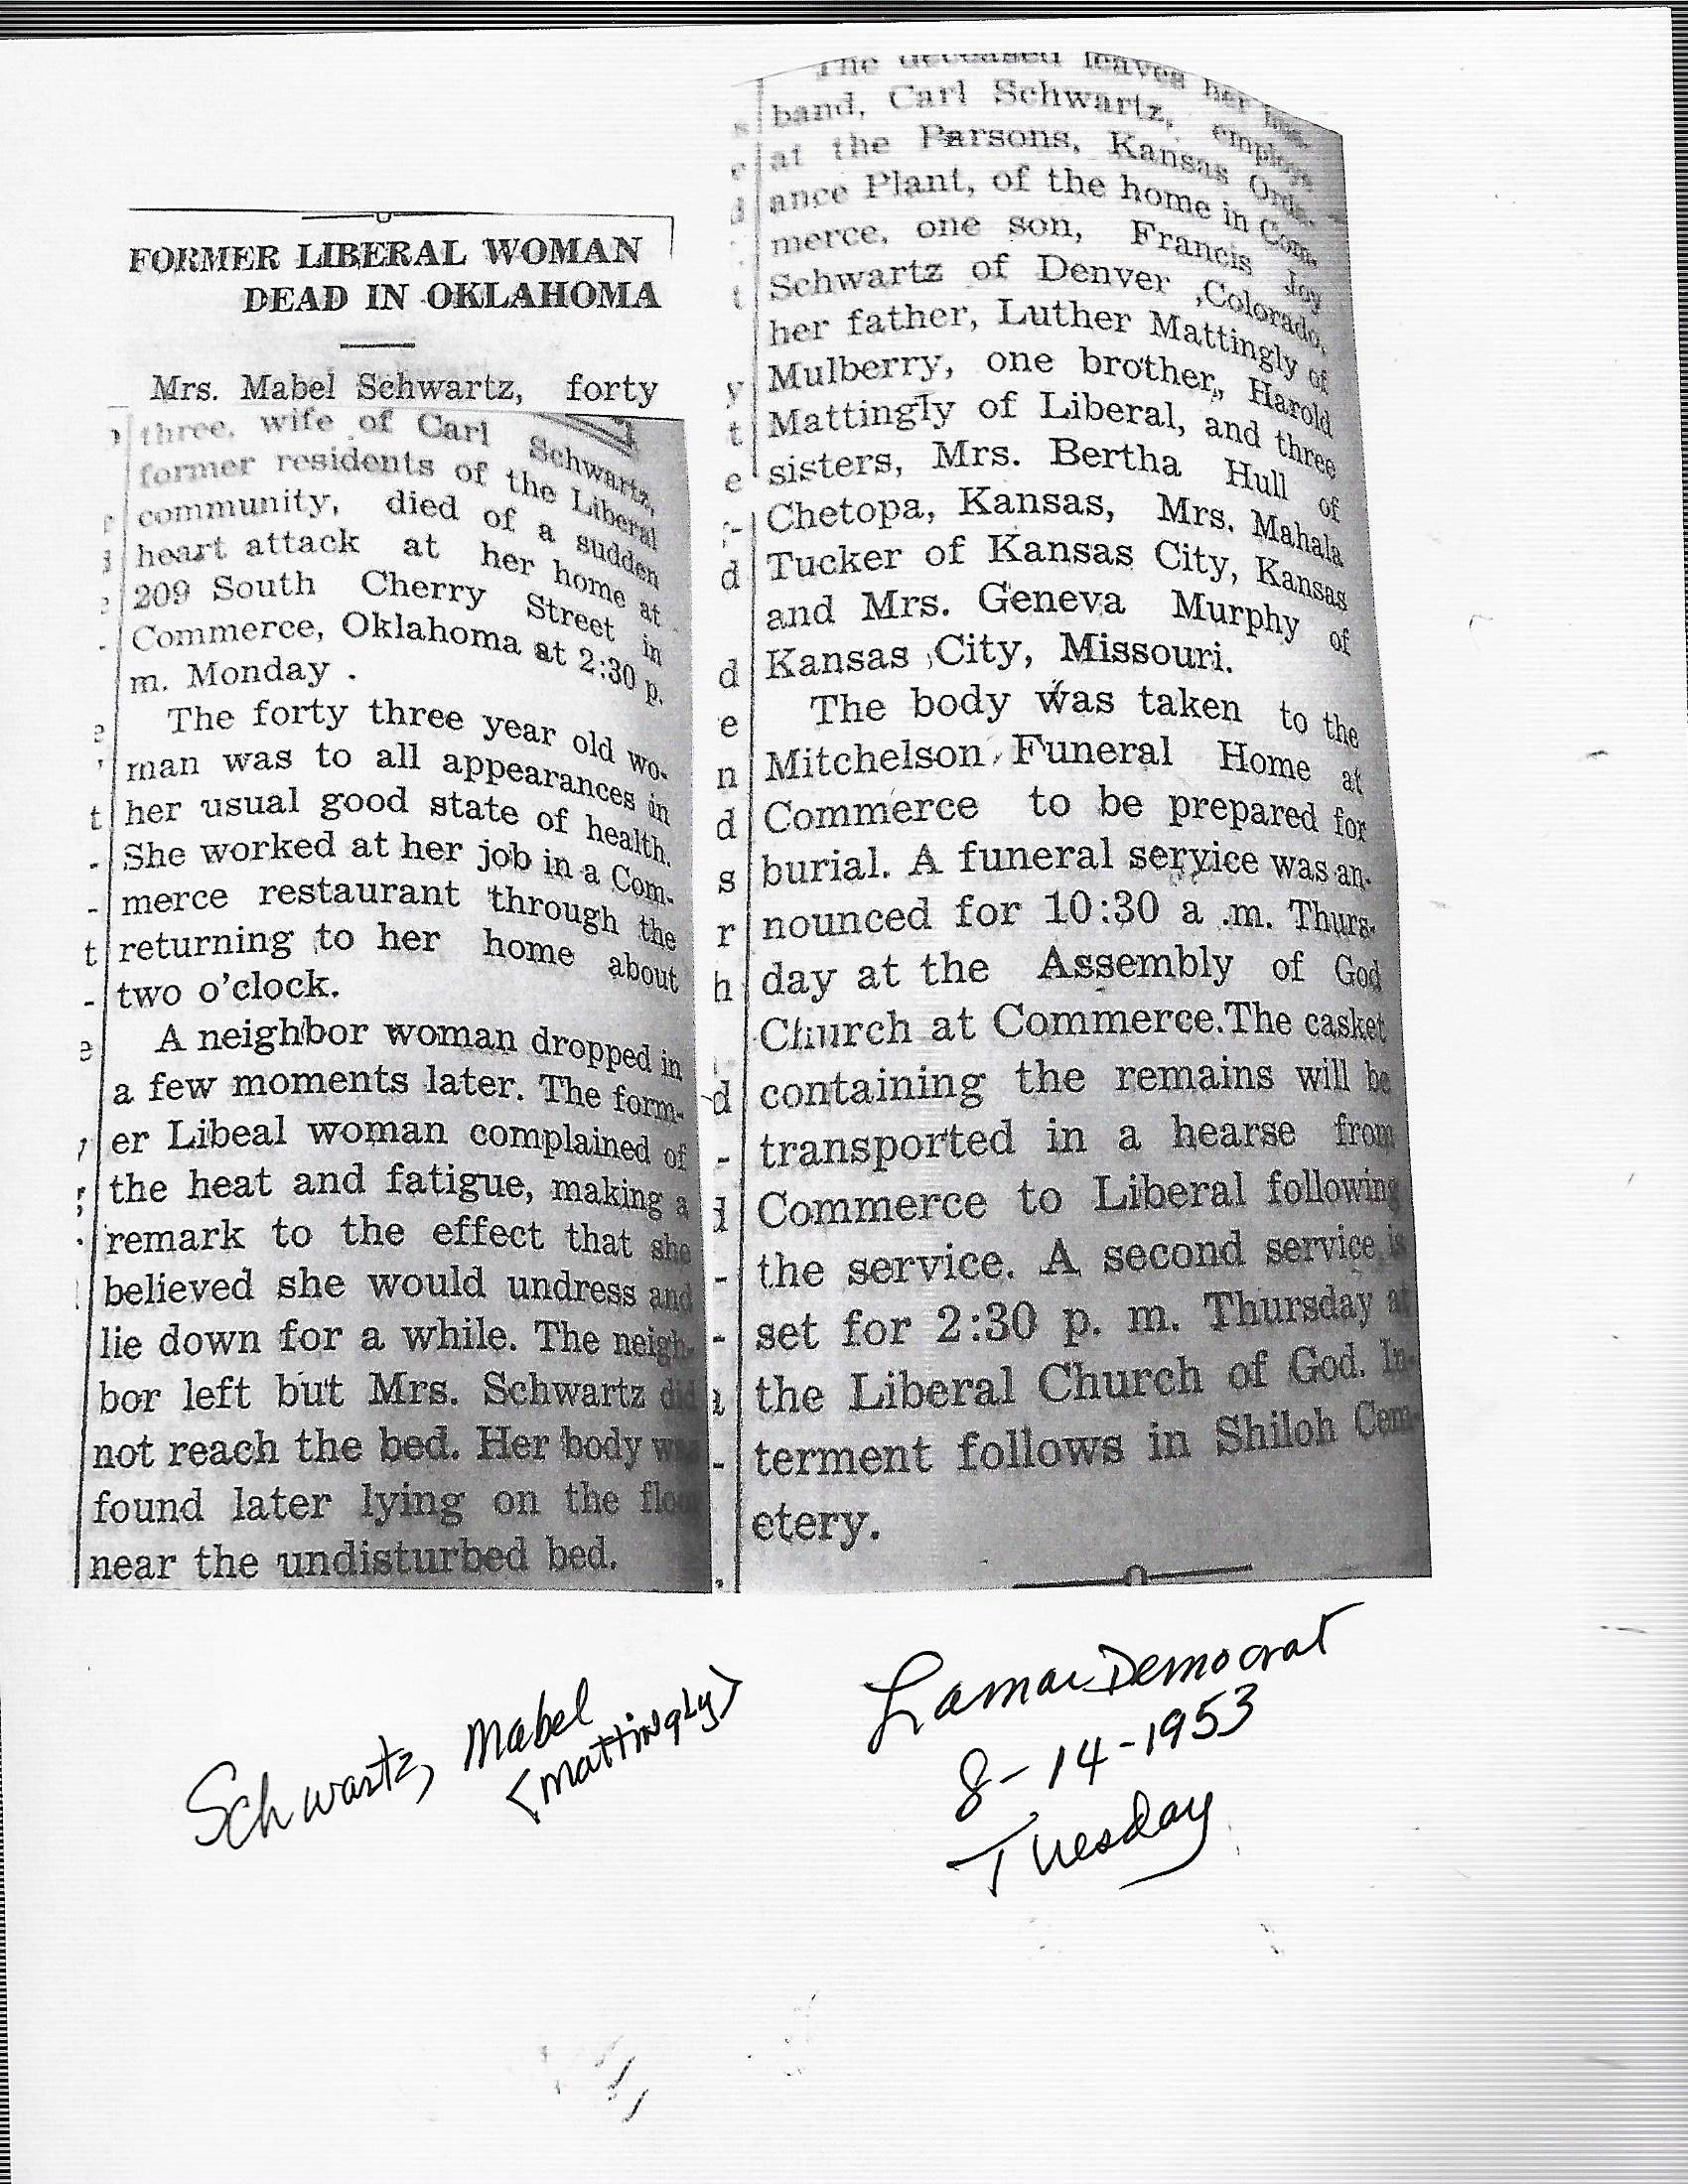 FORMER LIBERAL WOMAN
DEAD IN OKLAHOMA
Mrs. Mabel Schwartz, forty
three, wife of Carl Schwartz,
former residents of the Liberal
community, died of a sudden
heart attack at her home at
209 South Cherry Street in
Commerce, Oklahoma at 2:30 p.
m. Monday .
The forty three year old wo-
man was to all appearances in
her usual good state of health.
She worked at her job in a Com-
merce restaurant through the
returning to her home about
two o'clock.
A neighbor woman dropped in
a few moments later. The form-
er Libeal woman complained of
the heat and fatigue, making a
remark to the effect that she
believed she would undress and
lie down for a while. The neigh-
bor left but Mrs. Schwartz did
not reach the bed. Her body was
found later lying on the floor
near the undisturbed bed.
The deceased leaves her hus-
band, Carl Schwartz, employe
at the Parsons, Kansas Ordn-
ance Plant, of the home in Com-
merce, one son, Francis Joy
Schwartz of Denver ,Colorado,
her father, Luther Mattingly of
Mulberry, one brother, Harold
Mattingly of Liberal, and three
sisters, Mrs. Bertha Hull of
Chetopa, Kansas, Mrs. Mahala
Tucker of Kansas City, Kansas
and Mrs. Geneva Murphy of
Kansas City, Missouri.
The body was taken to the
Mitchelson Funeral Home at
Commerce to be prepared for
burial. A funeral service was an-
nounced for 10:30 a .m. Thurs-
day at the Assembly of God
Church at Commerce.The casket
containing the remains will be
transported in a hearse from
Commerce to Liberal following
the service. A second service is
set for 2:30 p. m. Thursday at
the Liberal Church of God. In-
terment follows in Shiloh Cem-
etery.
Schwartz, Mabel
(Mattingly)
Lamar Democrat
8-14-1953
Tuesday